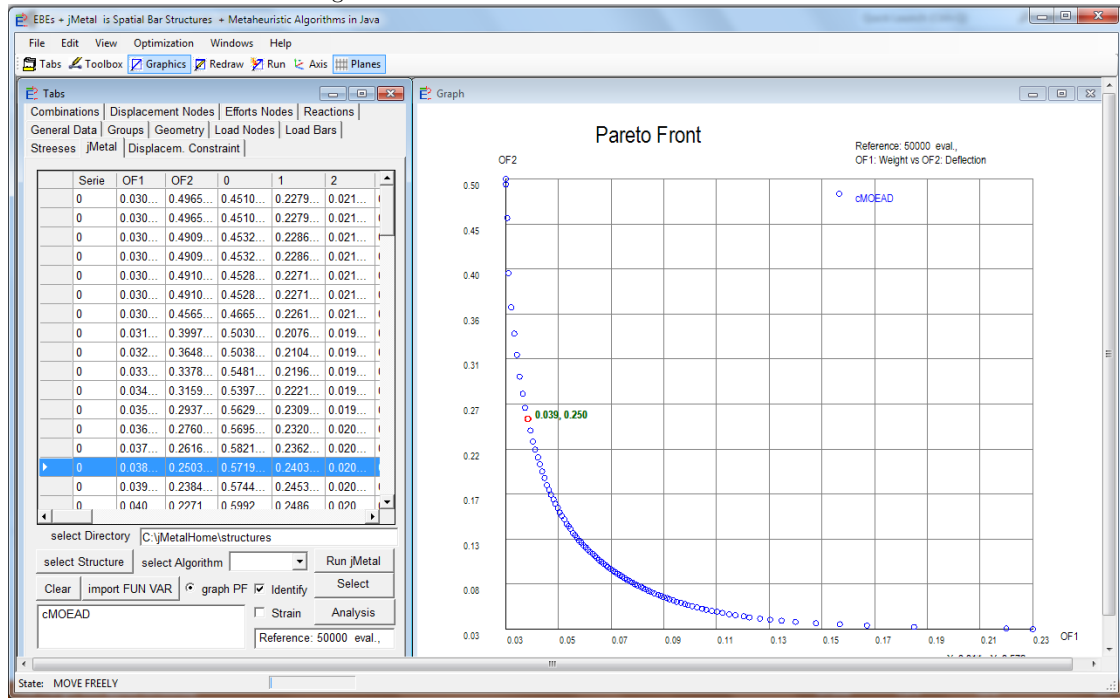 EBEs + jMetal is Spatial Bar Structures + Metaheuristic Algorithms in Java
File Edit View Optimization Windows Help
Tabs Toolbox Graphics Redraw Run Axis Planes
Tabs
Combinations Displacement Nodes Efforts Nodes Reactions
General Data Groups Geometry Load Nodes Load Bars
Streeses jMetal Displacem. Constraint
Serie OF1 OF2 0 1 2
0 0.030... 0.4965... 0.4510... 0.2279... 0.021...
0 0.030... 0.4965... 0.4510... 0.2279... 0.021...
0 0.030... 0.4909... 0.4532... 0.2286... 0.021...
0 0.030... 0.4909... 0.4532... 0.2286... 0.021...
0 0.030... 0.4910... 0.4528... 0.2271... 0.021...
0 0.030... 0.4910... 0.4528... 0.2271... 0.021...
0 0.030... 0.4565... 0.4665... 0.2261... 0.021...
0 0.031... 0.3997... 0.5030... 0.2076... 0.019...
0 0.032... 0.3648... 0.5038... 0.2104... 0.019...
0 0.033... 0.3378... 0.5481... 0.2196... 0.019...
0 0.034... 0.3159... 0.5397... 0.2221... 0.019...
0 0.035... 0.2937... 0.5629... 0.2309... 0.019...
0 0.036... 0.2760... 0.5695... 0.2320... 0.020...
0 0.037... 0.2616... 0.5821... 0.2362... 0.020...
0 0.038... 0.2503... 0.5719... 0.2403... 0.020...
0 0.039... 0.2384... 0.5744... 0.2453... 0.020...
0 0.040 0.2271 0.5992 0.2486 0.020
select Directory C:\jMetalHome\structures
select Structure select Algorithm Run jMetal
Clear import FUN VAR graph PF Identify Select
cMOEAD Strain Analysis
Reference: 50000 eval.,
Graph
Pareto Front
Reference: 50000 eval.,
OF1: Weight vs OF2: Deflection
OF2
cMOEAD
0.50
0.45
0.40
0.36
0.31
0.27
0.039, 0.250
0.22
0.17
0.13
0.08
0.03
0.03 0.05 0.07 0.09 0.11 0.13 0.15 0.17 0.19 0.21 0.23 OF1
State: MOVE FREELY